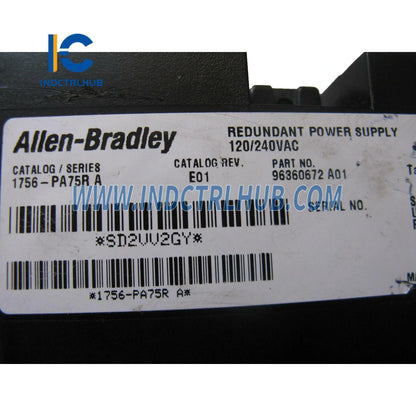 IC
INDCTRLHUB
Allen-Bradley
REDUNDANT POWER SUPPLY
120/240VAC
CATALOG / SERIES
1756-PA75R A
CATALOG REV.
E01
PART NO.
96360672 A01
SERIAL NO.
WWW.INDCTRLHUB.COM
*SD2VV2GY*
*1756-PA75R A*